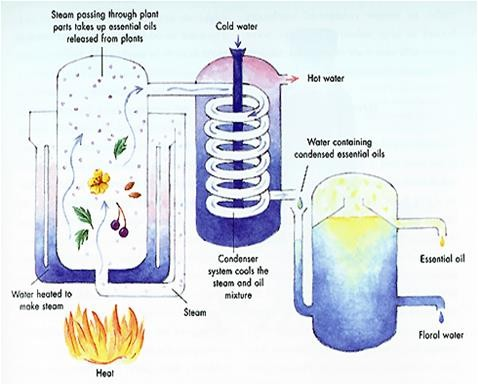 Steam passing through plant
parts takes up essential oils
released from plants
Cold water
Hot water
Water containing
condensed essential oils
Essential oil
Floral water
Condenser
system cools the
steam and oil
mixture
Steam
Water heated to
make steam
Heat